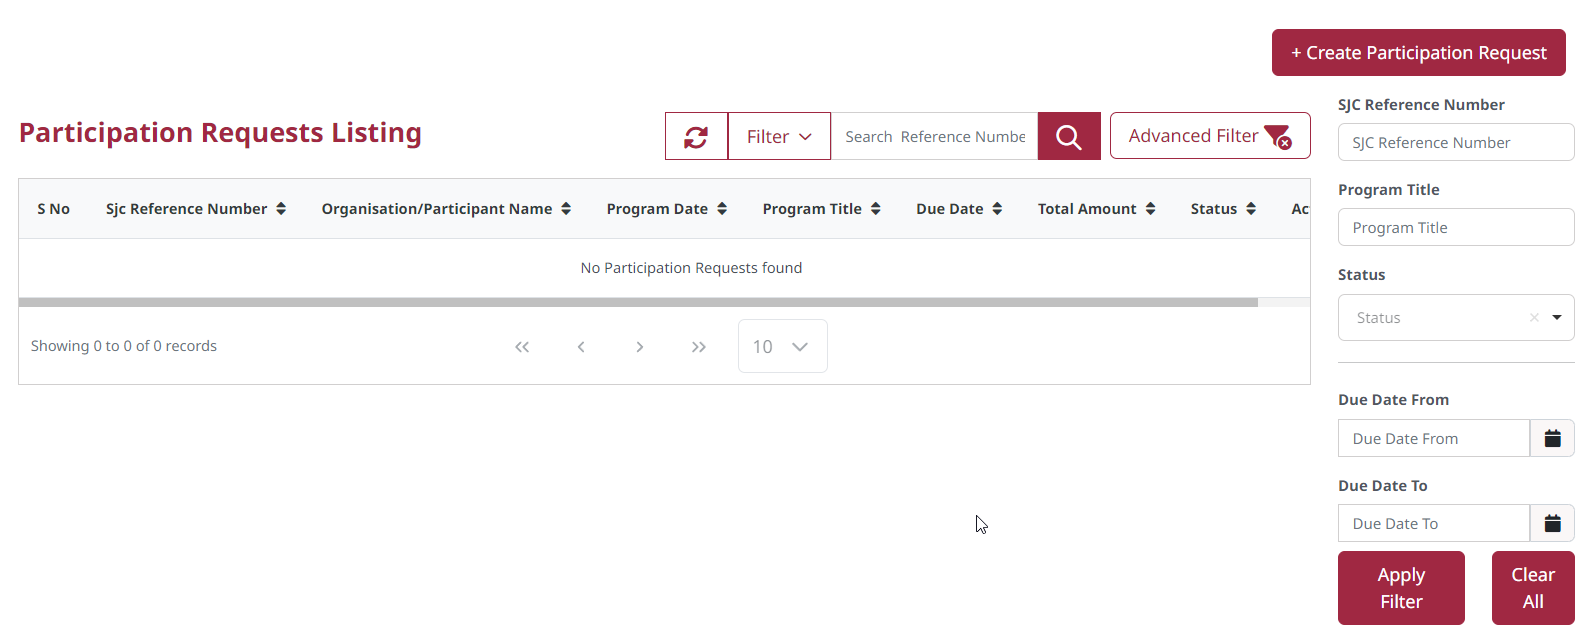 + Create Participation Request
Participation Requests Listing
Filter
Search Reference Numbe
Advanced Filter
S No
Sjc Reference Number
Organisation/Participant Name
Program Date
Program Title
Due Date
Total Amount
Status
Ac
No Participation Requests found
Showing 0 to 0 of 0 records
10
SJC Reference Number
SJC Reference Number
Program Title
Program Title
Status
Status
Due Date From
Due Date From
Due Date To
Due Date To
Apply
Filter
Clear
All